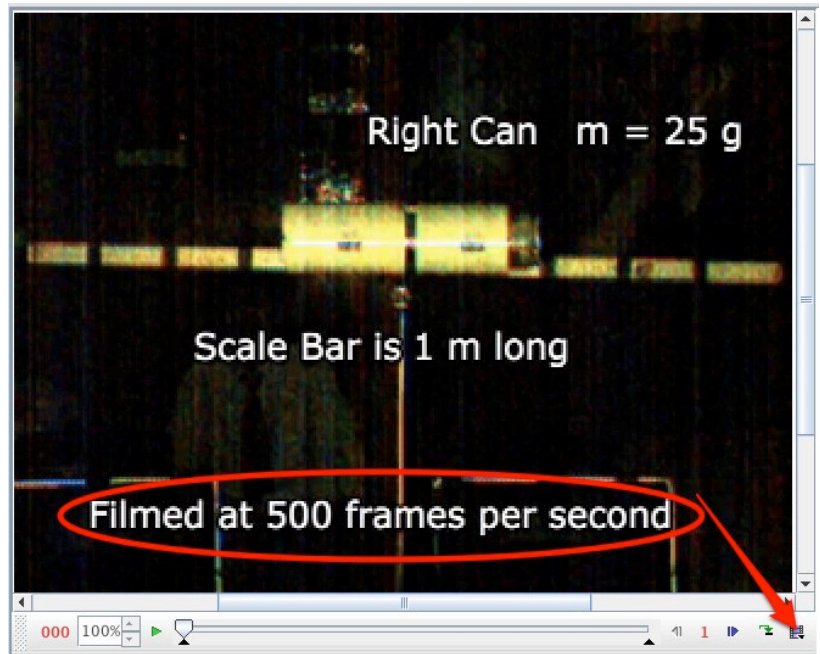 Right Can m = 25 g
Scale Bar is 1 m long
Filmed at 500 frames per second
000 100% 1